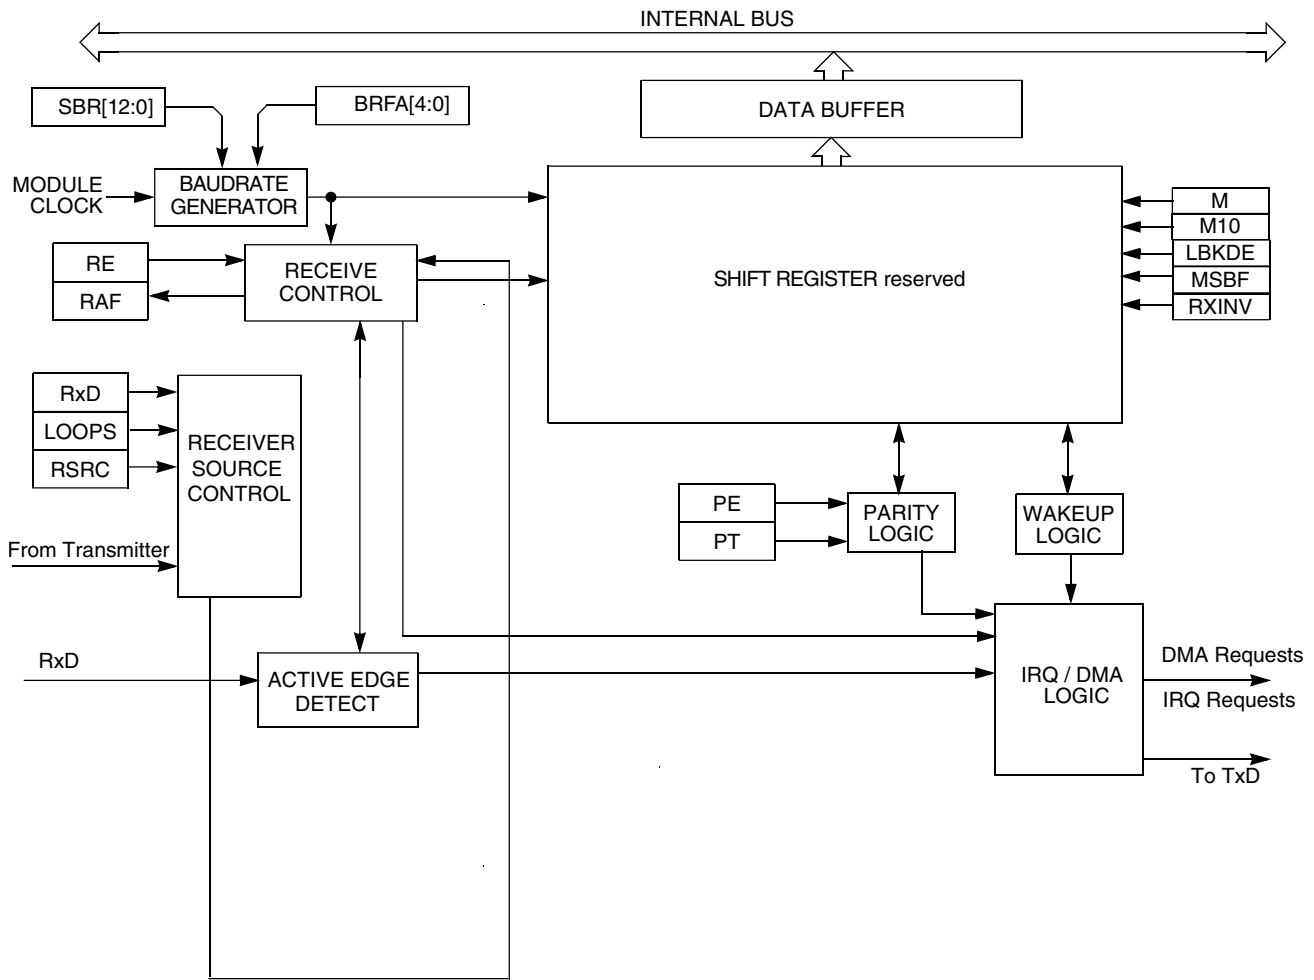 INTERNAL BUS
SBR[12:0]
BRFA[4:0]
DATA BUFFER
MODULE
CLOCK
BAUDRATE
GENERATOR
RE
RAF
RECEIVE
CONTROL
SHIFT REGISTER reserved
M
M10
LBKDE
MSBF
RXINV
RxD
LOOPS
RSRC
RECEIVER
SOURCE
CONTROL
From Transmitter
PE
PT
PARITY
LOGIC
WAKEUP
LOGIC
RxD
ACTIVE EDGE
DETECT
IRQ / DMA
LOGIC
DMA Requests
IRQ Requests
To TxD